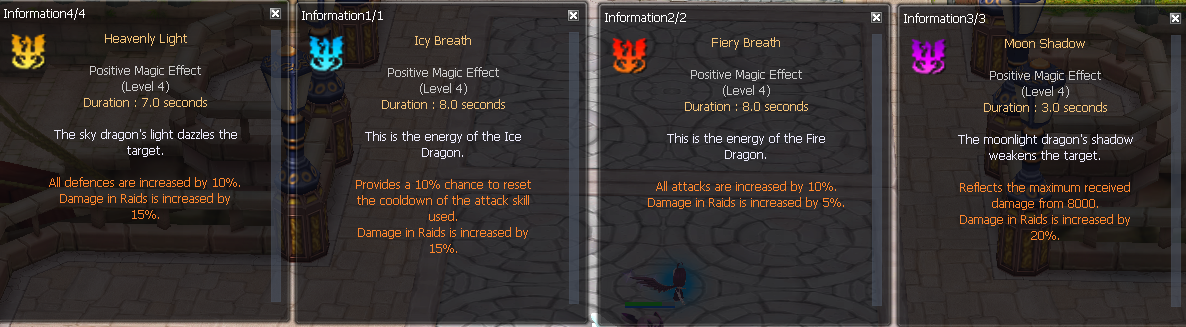 Information4/4
Heavenly Light
Positive Magic Effect
(Level 4)
Duration : 7.0 seconds
The sky dragon's light dazzles the
target.
All defences are increased by 10%.
Damage in Raids is increased by
15%.
Information1/1
Icy Breath
Positive Magic Effect
(Level 4)
Duration : 8.0 seconds
This is the energy of the Ice
Dragon.
Provides a 10% chance to reset
the cooldown of the attack skill
used.
Damage in Raids is increased by
15%.
Information2/2
Fiery Breath
Positive Magic Effect
(Level 4)
Duration : 8.0 seconds
This is the energy of the Fire
Dragon.
All attacks are increased by 10%.
Damage in Raids is increased by 5%.
Information3/3
Moon Shadow
Positive Magic Effect
(Level 4)
Duration : 3.0 seconds
The moonlight dragon's shadow
weakens the target.
Reflects the maximum received
damage from 8000.
Damage in Raids is increased by
20%.